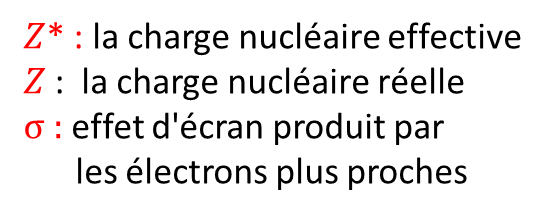 Z* : la charge nucléaire effective
Z : la charge nucléaire réelle
σ : effet d'écran produit par
les électrons plus proches